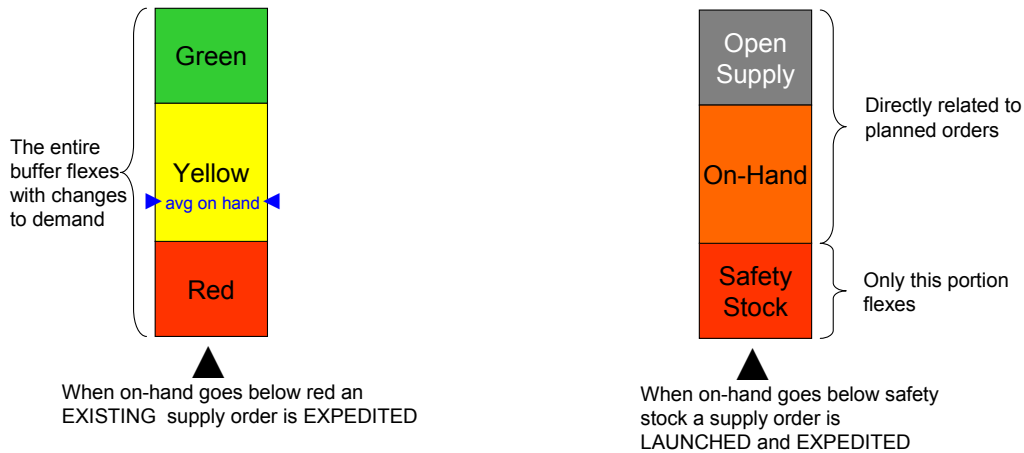 Green
The entire
buffer flexes
with changes
to demand
Yellow
avg on hand
Red
When on-hand goes below red an
EXISTING supply order is EXPEDITED
Open
Supply
Directly related to
planned orders
On-Hand
Safety
Stock
Only this portion
flexes
When on-hand goes below safety
stock a supply order is
LAUNCHED and EXPEDITED